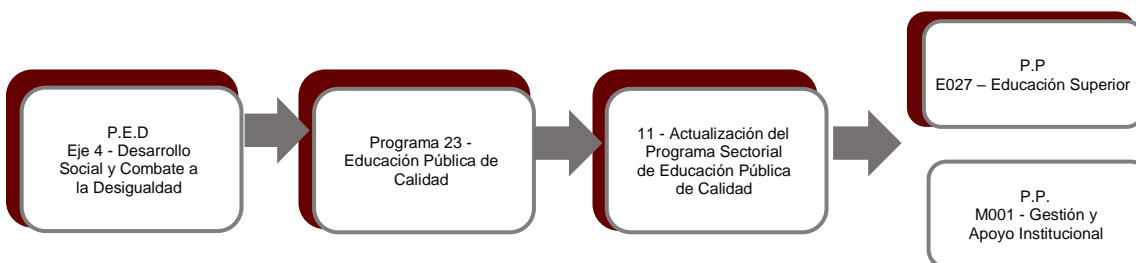 P.E.D
Eje 4 - Desarrollo
Social y Combate a
la Desigualdad
Programa 23 -
Educación Pública de
Calidad
11 - Actualización del
Programa Sectorial
de Educación Pública
de Calidad
P.P
E027 – Educación Superior
P.P.
M001 - Gestión y
Apoyo Institucional